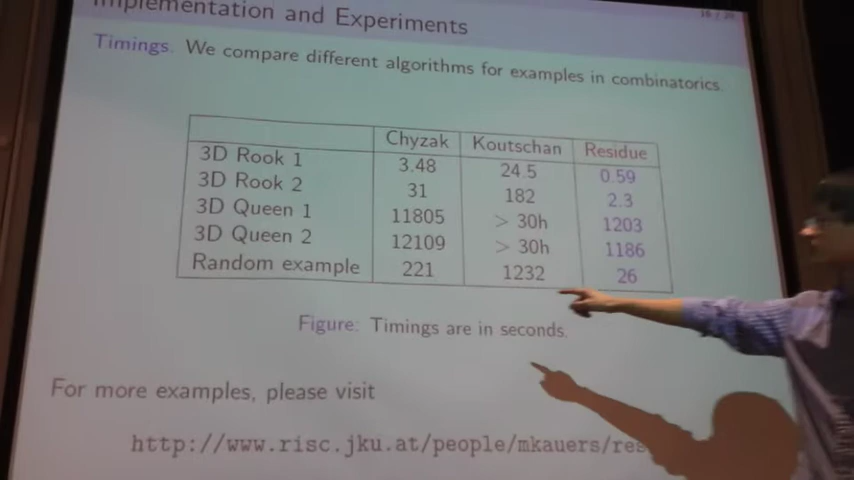 Implementation and Experiments
Timings. We compare different algorithms for examples in combinatorics.
Chyzak Koutschan Residue
3D Rook 1 3.48 24.5 0.59
3D Rook 2 31 182 2.3
3D Queen 1 11805 > 30h 1203
3D Queen 2 12109 > 30h 1186
Random example 221 1232 26
Figure: Timings are in seconds.
For more examples, please visit
http://www.risc.jku.at/people/mkauers/res